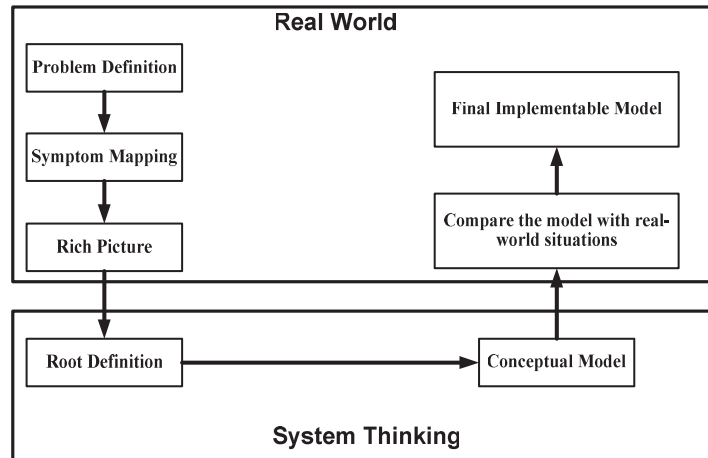 Real World
Problem Definition
Symptom Mapping
Rich Picture
Final Implementable Model
Compare the model with real-
world situations
Root Definition
Conceptual Model
System Thinking